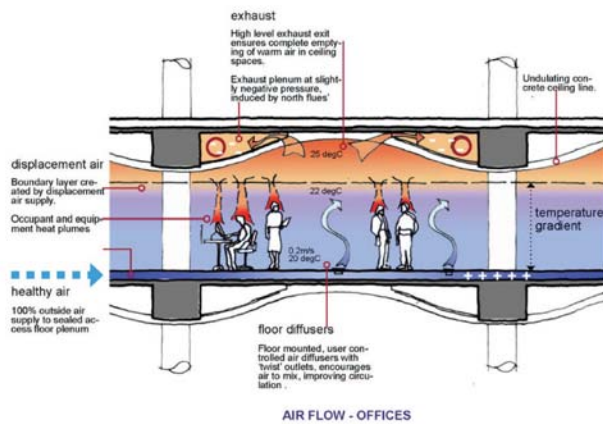 exhaust
High level exhaust exit
ensures complete empty-
ing of warm air in ceiling
spaces.
Exhaust plenum at slight-
ly negative pressure,
induced by north flues'
Undulating con-
crete ceiling line.
25 degC
displacement air
Boundary layer cre-
ated by displacement
air supply.
22 degC
Occupant and equip-
ment heat plumes
temperature
gradient
0.2m/s
20 degC
healthy air
100% outside air
supply to sealed ac-
cess floor plenum
floor diffusers
Floor mounted, user con-
trolled air diffusers with
'twist' outlets, encourages
air to mix, improving circu-
lation .
AIR FLOW - OFFICES